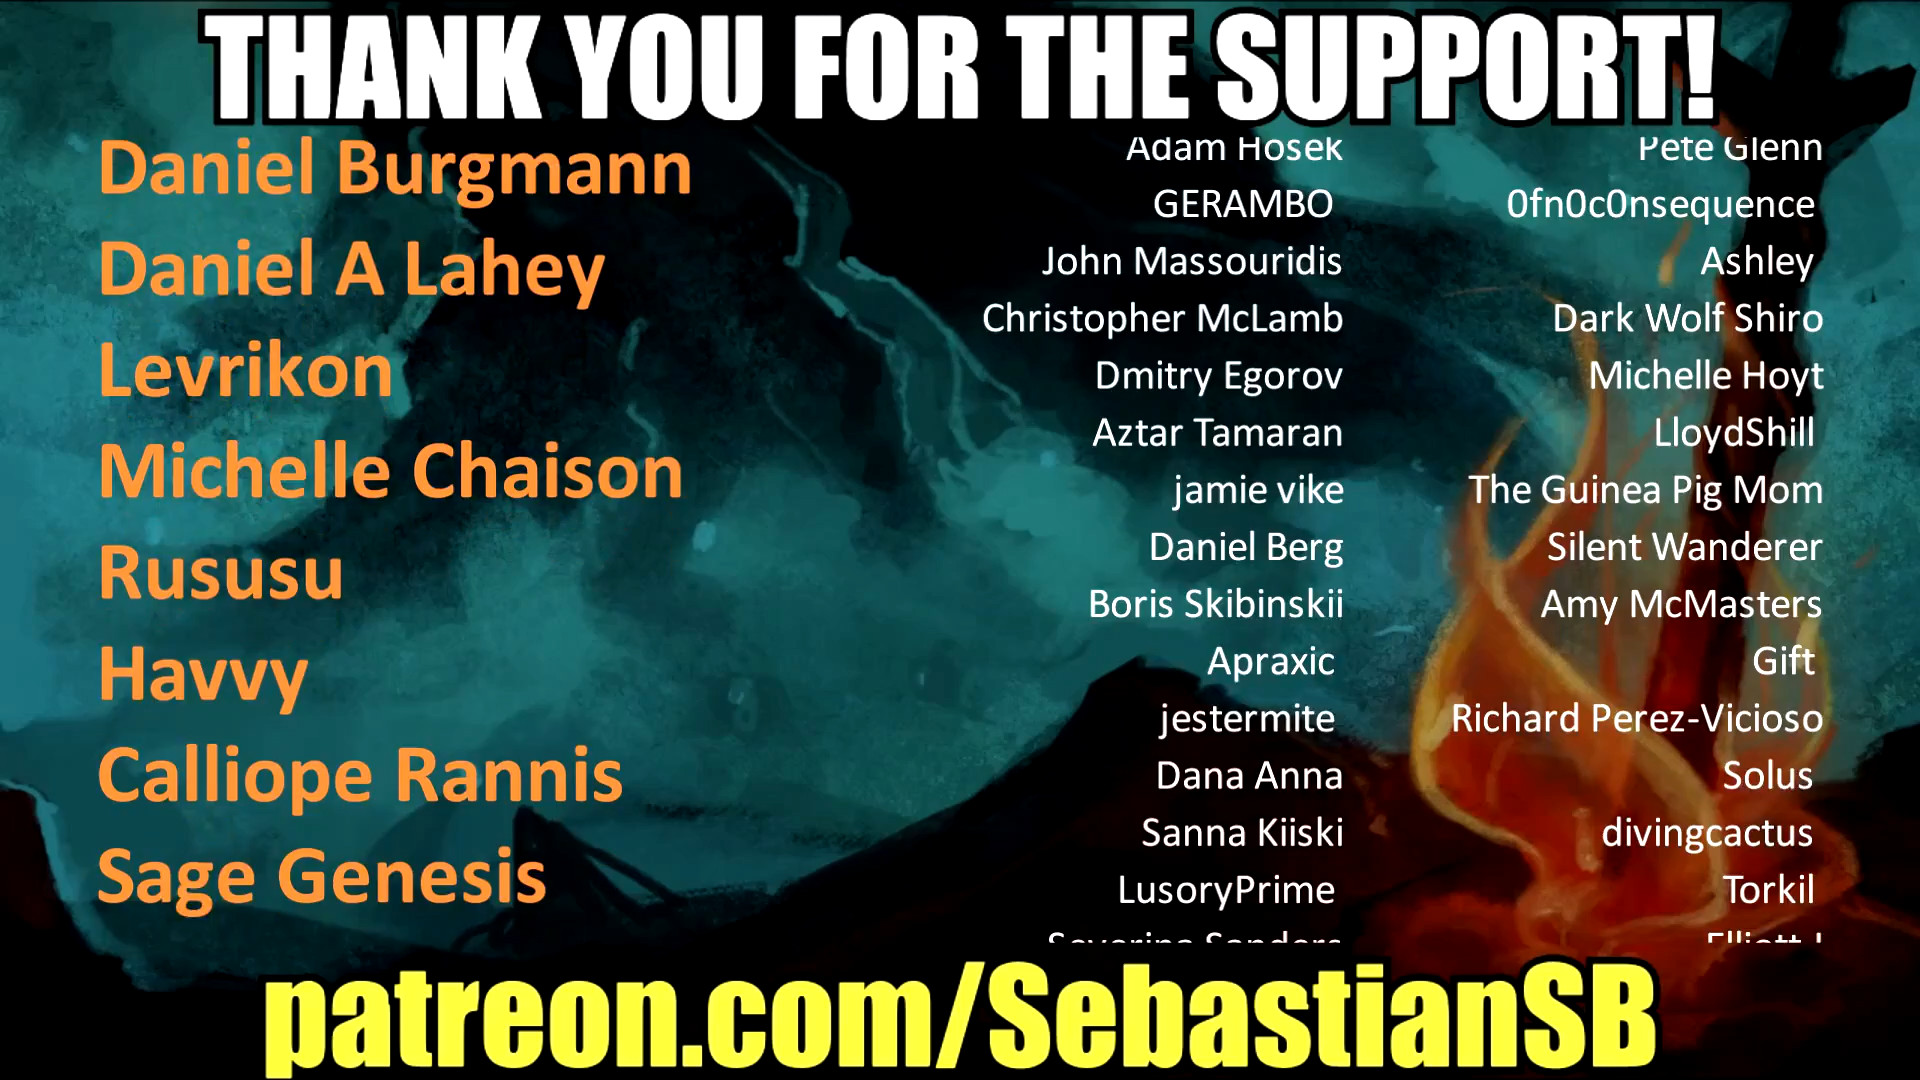 THANK YOU FOR THE SUPPORT!
Daniel Burgmann
Daniel A Lahey
Levrikon
Michelle Chaison
Rususu
Havvy
Calliope Rannis
Sage Genesis
Adam Hosek
GERAMBO
John Massouridis
Christopher McLamb
Dmitry Egorov
Aztar Tamaran
jamie vike
Daniel Berg
Boris Skibinskii
Apraxic
jestermite
Dana Anna
Sanna Kiiski
LusoryPrime
Pete Glenn
0fn0c0nsequence
Ashley
Dark Wolf Shiro
Michelle Hoyt
LloydShill
The Guinea Pig Mom
Silent Wanderer
Amy McMasters
Gift
Richard Perez-Vicioso
Solus
divingcactus
Torkil
patreon.com/SebastianSB